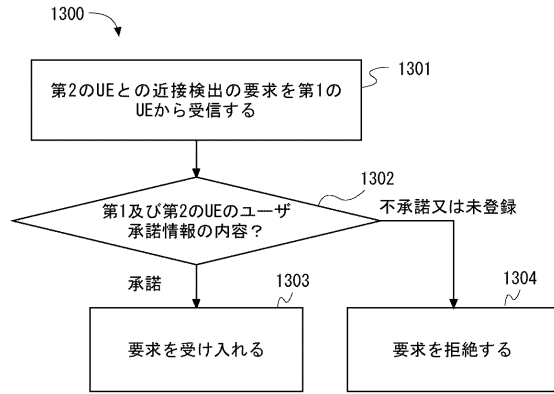 1300
1301
第2のUEとの近接検出の要求を第1の
UEから受信する
1302
第1及び第2のUEのユーザ
承諾情報の内容?
不承諾又は未登録
承諾
1303
1304
要求を受け入れる
要求を拒絶する